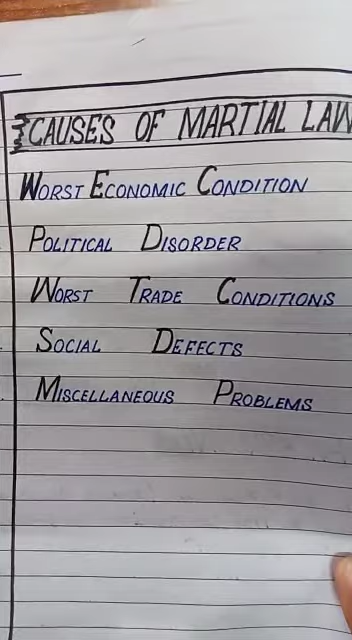 CAUSES OF MARTIAL LAW
WORST ECONOMIC CONDITION
POLITICAL DISORDER
WORST TRADE CONDITIONS
SOCIAL DEFECTS
MISCELLANEOUS PROBLEMS